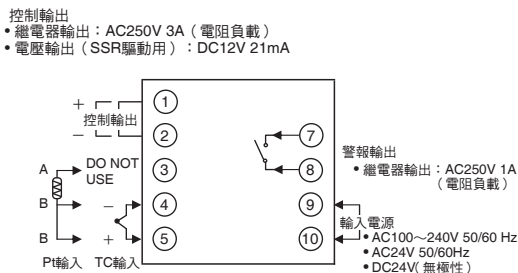 控制輸出
• 繼電器輸出：AC250V 3A（電阻負載）
• 電壓輸出（SSR驅動用）：DC12V 21mA
＋
控制輸出
－
1
2
3
4
5
7
8
9
10
A
DO NOT
USE
B
－
B
＋
Pt輸入 TC輸入
警報輸出
• 繼電器輸出：AC250V 1A
（電阻負載）
輸入電源
• AC100～240V 50/60 Hz
• AC24V 50/60Hz
• DC24V( 無極性）